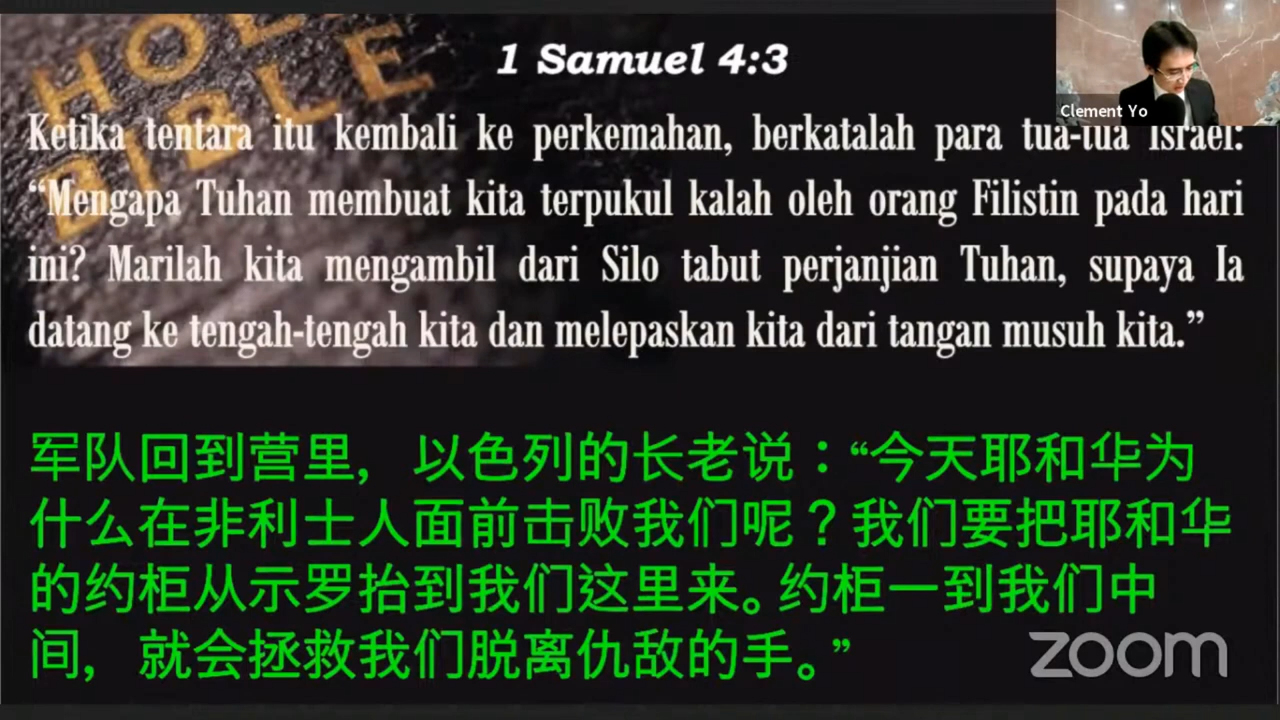 HOLY
BIBLE
1 Samuel 4:3
Clement Yo
Ketika tentara itu kembali ke perkemahan, berkatalah para tua-tua Israel:
“Mengapa Tuhan membuat kita terpukul kalah oleh orang Filistin pada hari
ini? Marilah kita mengambil dari Silo tabut perjanjian Tuhan, supaya Ia
datang ke tengah-tengah kita dan melepaskan kita dari tangan musuh kita.”
军队回到营里，以色列的长老说：“今天耶和华为
什么在非利士人面前击败我们呢？我们要把耶和华
的约柜从示罗抬到我们这里来。约柜一到我们中
间，就会拯救我们脱离仇敌的手。”
zoom